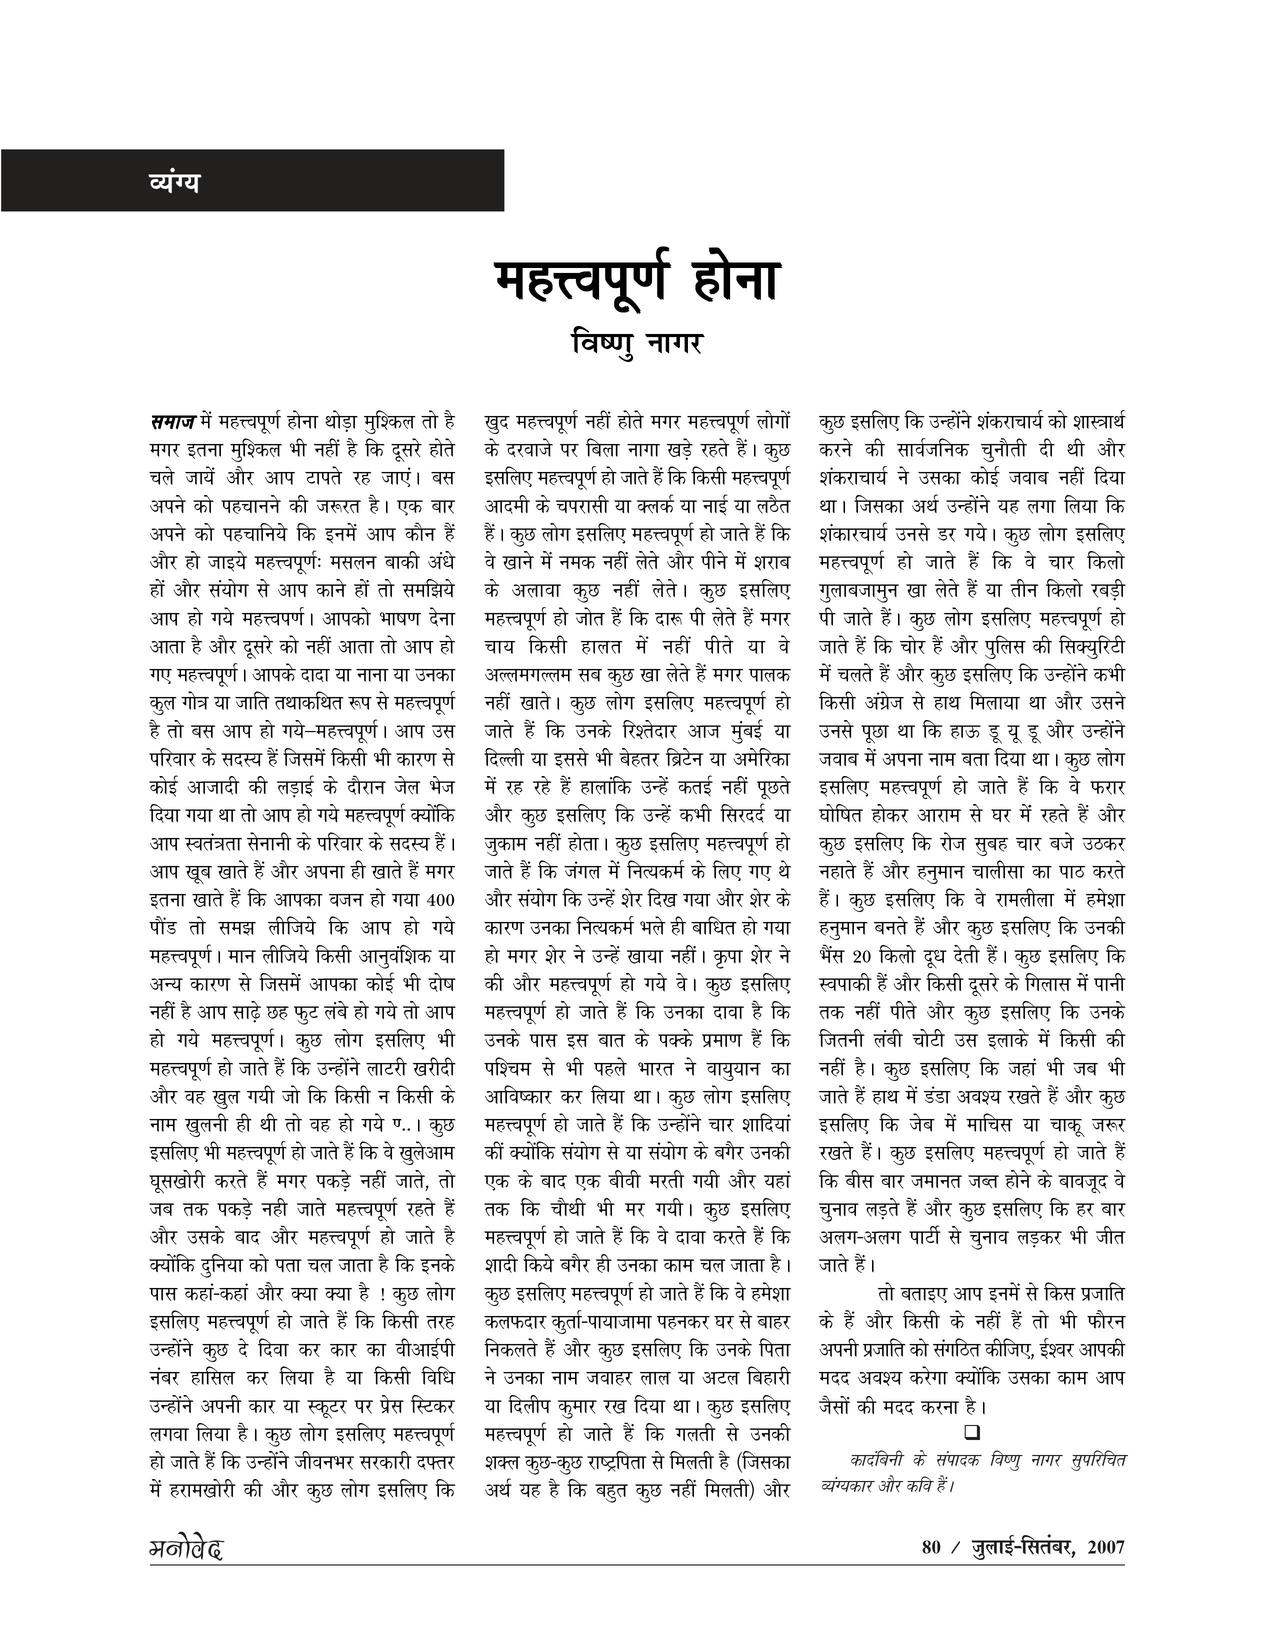 व्यंग्य
महत्त्वपूर्ण होना
विष्णु नागर
समाज में महत्त्वपूर्ण होना थोड़ा मुश्किल तो है
मगर इतना मुश्किल भी नहीं है कि दूसरे होते
चले जायें और आप टापते रह जाएं। बस
अपने को पहचानने की जरूरत है। एक बार
अपने को पहचानिये कि इनमें आप कौन हैं
और हो जाइये महत्त्वपूर्णः मसलन बाकी अंधे
हों और संयोग से आप काने हों तो समझिये
आप हो गये महत्वपर्ण। आपको भाषण देना
आता है और दूसरे को नहीं आता तो आप हो
गए महत्त्वपूर्ण। आपके दादा या नाना या उनका
कुल गोत्र या जाति तथाकथित रूप से महत्त्वपूर्ण
है तो बस आप हो गये–महत्त्वपूर्ण। आप उस
परिवार के सदस्य हैं जिसमें किसी भी कारण से
कोई आजादी की लड़ाई के दौरान जेल भेज
दिया गया था तो आप हो गये महत्त्वपूर्ण क्योंकि
आप स्वतंत्रता सेनानी के परिवार के सदस्य हैं।
आप खूब खाते हैं और अपना ही खाते हैं मगर
इतना खाते हैं कि आपका वजन हो गया 400
पौंड तो समझ लीजिये कि आप हो गये
महत्त्वपूर्ण। मान लीजिये किसी आनुवंशिक या
अन्य कारण से जिसमें आपका कोई भी दोष
नहीं है आप साढ़े छह फुट लंबे हो गये तो आप
हो गये महत्त्वपूर्ण। कुछ लोग इसलिए भी
महत्त्वपूर्ण हो जाते हैं कि उन्होंने लाटरी खरीदी
और वह खुल गयी जो कि किसी न किसी के
नाम खुलनी ही थी तो वह हो गये ण्..। कुछ
इसलिए भी महत्त्वपूर्ण हो जाते हैं कि वे खुलेआम
घूसखोरी करते हैं मगर पकड़े नहीं जाते, तो
जब तक पकड़े नही जाते महत्त्वपूर्ण रहते हैं
और उसके बाद और महत्त्वपूर्ण हो जाते है
क्योंकि दुनिया को पता चल जाता है कि इनके
पास कहां-कहां और क्या क्या है ! कुछ लोग
इसलिए महत्त्वपूर्ण हो जाते हैं कि किसी तरह
उन्होंने कुछ दे दिवा कर कार का वीआईपी
नंबर हासिल कर लिया है या किसी विधि
उन्होंने अपनी कार या स्कूटर पर प्रेस स्टिकर
लगवा लिया है। कुछ लोग इसलिए महत्त्वपूर्ण
हो जाते हैं कि उन्होंने जीवनभर सरकारी दफ्तर
में हरामखोरी की और कुछ लोग इसलिए कि
खुद महत्त्वपूर्ण नहीं होते मगर महत्त्वपूर्ण लोगों
के दरवाजे पर बिला नागा खड़े रहते हैं। कुछ
इसलिए महत्त्वपूर्ण हो जाते हैं कि किसी महत्त्वपूर्ण
आदमी के चपरासी या क्लर्क या नाई या लठैत
हैं। कुछ लोग इसलिए महत्त्वपूर्ण हो जाते हैं कि
वे खाने में नमक नहीं लेते और पीने में शराब
के अलावा कुछ नहीं लेते। कुछ इसलिए
महत्त्वपूर्ण हो जोत हैं कि दारू पी लेते हैं मगर
चाय किसी हालत में नहीं पीते या वे
अल्लमगल्लम सब कुछ खा लेते हैं मगर पालक
नहीं खाते। कुछ लोग इसलिए महत्त्वपूर्ण हो
जाते हैं कि उनके रिश्तेदार आज मुंबई या
दिल्ली या इससे भी बेहतर ब्रिटेन या अमेरिका
में रह रहे हैं हालांकि उन्हें कतई नहीं पूछते
और कुछ इसलिए कि उन्हें कभी सिरदर्द या
जुकाम नहीं होता। कुछ इसलिए महत्त्वपूर्ण हो
जाते हैं कि जंगल में नित्यकर्म के लिए गए थे
और संयोग कि उन्हें शेर दिख गया और शेर के
कारण उनका नित्यकर्म भले ही बाधित हो गया
हो मगर शेर ने उन्हें खाया नहीं। कृपा शेर ने
की और महत्त्वपूर्ण हो गये वे। कुछ इसलिए
महत्त्वपूर्ण हो जाते हैं कि उनका दावा है कि
उनके पास इस बात के पक्के प्रमाण हैं कि
पश्चिम से भी पहले भारत ने वायुयान का
आविष्कार कर लिया था। कुछ लोग इसलिए
महत्त्वपूर्ण हो जाते हैं कि उन्होंने चार शादियां
कीं क्योंकि संयोग से या संयोग के बगैर उनकी
एक के बाद एक बीवी मरती गयी और यहां
तक कि चौथी भी मर गयी। कुछ इसलिए
महत्त्वपूर्ण हो जाते हैं कि वे दावा करते हैं कि
शादी किये बगैर ही उनका काम चल जाता है।
कुछ इसलिए महत्त्वपूर्ण हो जाते हैं कि वे हमेशा
कलफदार कुर्ता-पायाजामा पहनकर घर से बाहर
निकलते हैं और कुछ इसलिए कि उनके पिता
ने उनका नाम जवाहर लाल या अटल बिहारी
या दिलीप कुमार रख दिया था। कुछ इसलिए
महत्त्वपूर्ण हो जाते हैं कि गलती से उनकी
शक्ल कुछ-कुछ राष्ट्रपिता से मिलती है (जिसका
अर्थ यह है कि बहुत कुछ नहीं मिलती) और
कुछ इसलिए कि उन्होंने शंकराचार्य को शास्त्रार्थ
करने की सार्वजनिक चुनौती दी थी और
शंकराचार्य ने उसका कोई जवाब नहीं दिया
था। जिसका अर्थ उन्होंने यह लगा लिया कि
शंकारचार्य उनसे डर गये। कुछ लोग इसलिए
महत्त्वपूर्ण हो जाते हैं कि वे चार किलो
गुलाबजामुन खा लेते हैं या तीन किलो रबड़ी
पी जाते हैं। कुछ लोग इसलिए महत्त्वपूर्ण हो
जाते हैं कि चोर हैं और पुलिस की सिक्युरिटी
में चलते हैं और कुछ इसलिए कि उन्होंने कभी
किसी अंग्रेज से हाथ मिलाया था और उसने
उनसे पूछा था कि हाऊ डू यू डू और उन्होंने
जवाब में अपना नाम बता दिया था। कुछ लोग
इसलिए महत्त्वपूर्ण हो जाते हैं कि वे फरार
घोषित होकर आराम से घर में रहते हैं और
कुछ इसलिए कि रोज सुबह चार बजे उठकर
नहाते हैं और हनुमान चालीसा का पाठ करते
हैं। कुछ इसलिए कि वे रामलीला में हमेशा
हनुमान बनते हैं और कुछ इसलिए कि उनकी
भैंस 20 किलो दूध देती हैं। कुछ इसलिए कि
स्वपाकी हैं और किसी दूसरे के गिलास में पानी
तक नहीं पीते और कुछ इसलिए कि उनके
जितनी लंबी चोटी उस इलाके में किसी की
नहीं है। कुछ इसलिए कि जहां भी जब भी
जाते हैं हाथ में डंडा अवश्य रखते हैं और कुछ
इसलिए कि जेब में माचिस या चाकू जरूर
रखते हैं। कुछ इसलिए महत्त्वपूर्ण हो जाते हैं
कि बीस बार जमानत जब्त होने के बावजूद वे
चुनाव लड़ते हैं और कुछ इसलिए कि हर बार
अलग-अलग पार्टी से चुनाव लड़कर भी जीत
जाते हैं।
तो बताइए आप इनमें से किस प्रजाति
के हैं और किसी के नहीं हैं तो भी फौरन
अपनी प्रजाति को संगठित कीजिए, ईश्वर आपकी
मदद अवश्य करेगा क्योंकि उसका काम आप
जैसों की मदद करना है।
❑
कादंबिनी के संपादक विष्णु नागर सुपरिचित
व्यंग्यकार और कवि हैं।
मनोवेद
80 / जुलाई-सितंबर, 2007